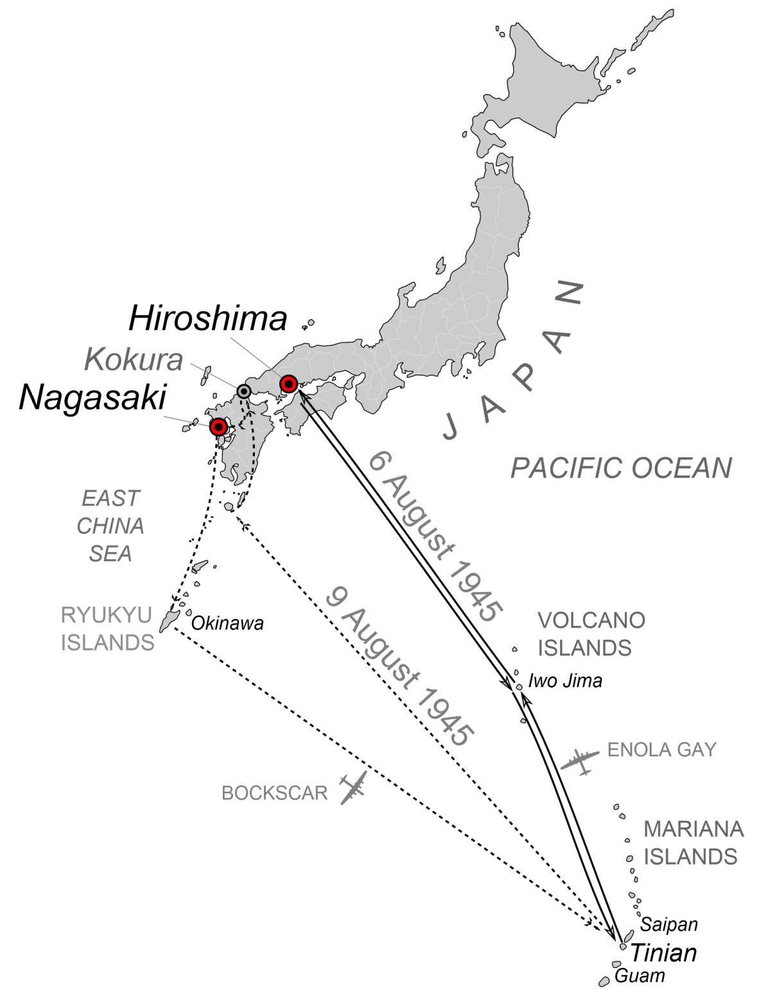 Hiroshima
Kokura
Nagasaki
JAPAN
PACIFIC OCEAN
EAST
CHINA
SEA
6 August 1945
9 August 1945
RYUKYU
ISLANDS
Okinawa
VOLCANO
ISLANDS
Iwo Jima
ENOLA GAY
BOCKSCAR
MARIANA
ISLANDS
Saipan
Tinian
Guam